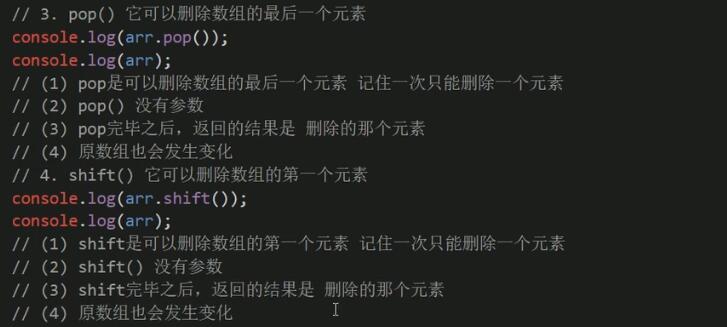 // 3. pop() 它可以删除数组的最后一个元素
console.log(arr.pop());
console.log(arr);
// (1) pop是可以删除数组的最后一个元素 记住一次只能删除一个元素
// (2) pop() 没有参数
// (3) pop完毕之后，返回的结果是 删除的那个元素
// (4) 原数组也会发生变化
// 4. shift() 它可以删除数组的第一个元素
console.log(arr.shift());
console.log(arr);
// (1) shift是可以删除数组的第一个元素 记住一次只能删除一个元素
// (2) shift() 没有参数
// (3) shift完毕之后，返回的结果是 删除的那个元素
// (4) 原数组也会发生变化